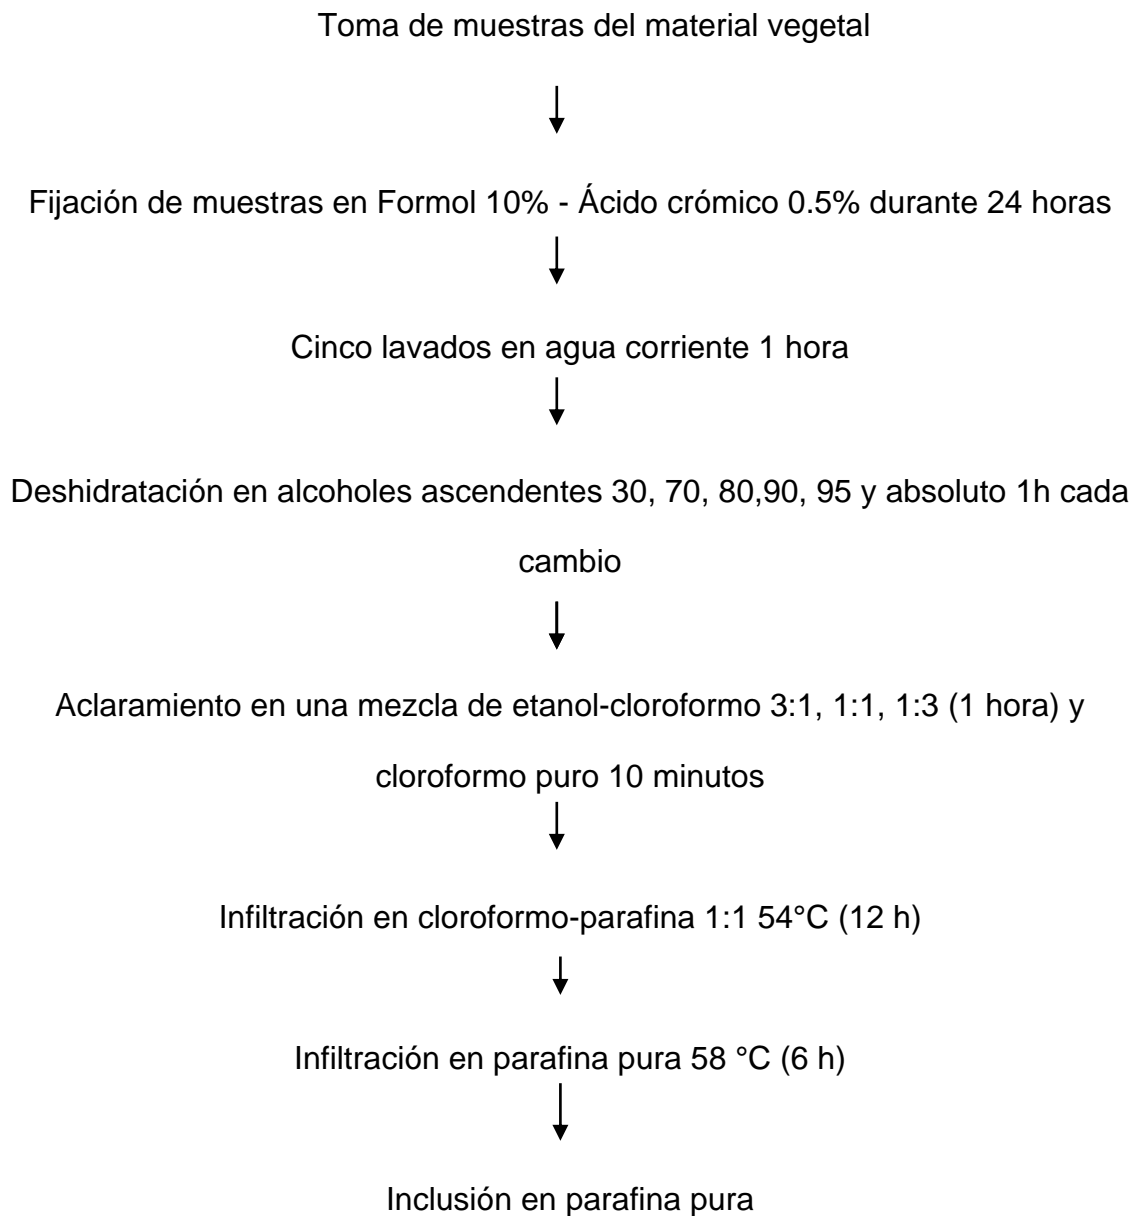 Toma de muestras del material vegetal
Fijación de muestras en Formol 10% - Ácido crómico 0.5% durante 24 horas
Cinco lavados en agua corriente 1 hora
Deshidratación en alcoholes ascendentes 30, 70, 80,90, 95 y absoluto 1h cada
cambio
Aclaramiento en una mezcla de etanol-cloroformo 3:1, 1:1, 1:3 (1 hora) y
cloroformo puro 10 minutos
Infiltración en cloroformo-parafina 1:1 54°C (12 h)
Infiltración en parafina pura 58 °C (6 h)
Inclusión en parafina pura